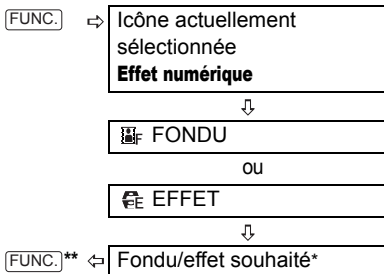 FUNC. ⇨ Icône actuellement
sélectionnée
Effet numérique
⇩
F FONDU
ou
E EFFET
⇩
FUNC.** ⇦ Fondu/effet souhaité*